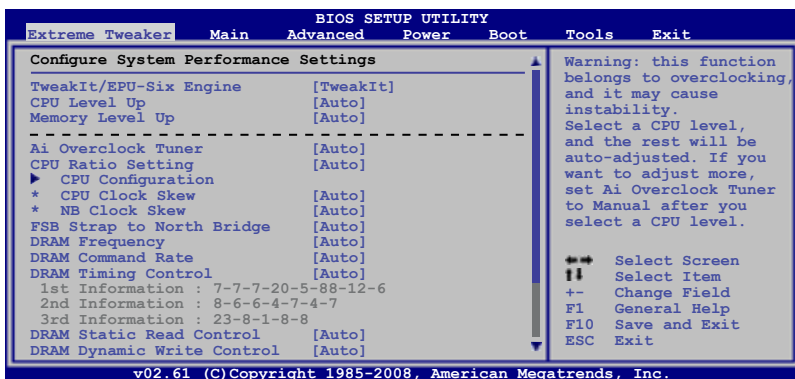 BIOS SETUP UTILITY
Extreme Tweaker Main Advanced Power Boot Tools Exit
Configure System Performance Settings
TweakIt/EPU-Six Engine [TweakIt]
CPU Level Up [Auto]
Memory Level Up [Auto]
Ai Overclock Tuner [Auto]
CPU Ratio Setting [Auto]
CPU Configuration
* CPU Clock Skew [Auto]
* NB Clock Skew [Auto]
FSB Strap to North Bridge [Auto]
DRAM Frequency [Auto]
DRAM Command Rate [Auto]
DRAM Timing Control [Auto]
1st Information : 7-7-7-20-5-88-12-6
2nd Information : 8-6-6-4-7-4-7
3rd Information : 23-8-1-8-8
DRAM Static Read Control [Auto]
DRAM Dynamic Write Control [Auto]
Warning: this function
belongs to overclocking,
and it may cause
instability.
Select a CPU level,
and the rest will be
auto-adjusted. If you
want to adjust more,
set Ai Overclock Tuner
to Manual after you
select a CPU level.
←→ Select Screen
↑↓ Select Item
+- Change Field
F1 General Help
F10 Save and Exit
ESC Exit
v02.61 (C)Copyright 1985-2008, American Megatrends, Inc.